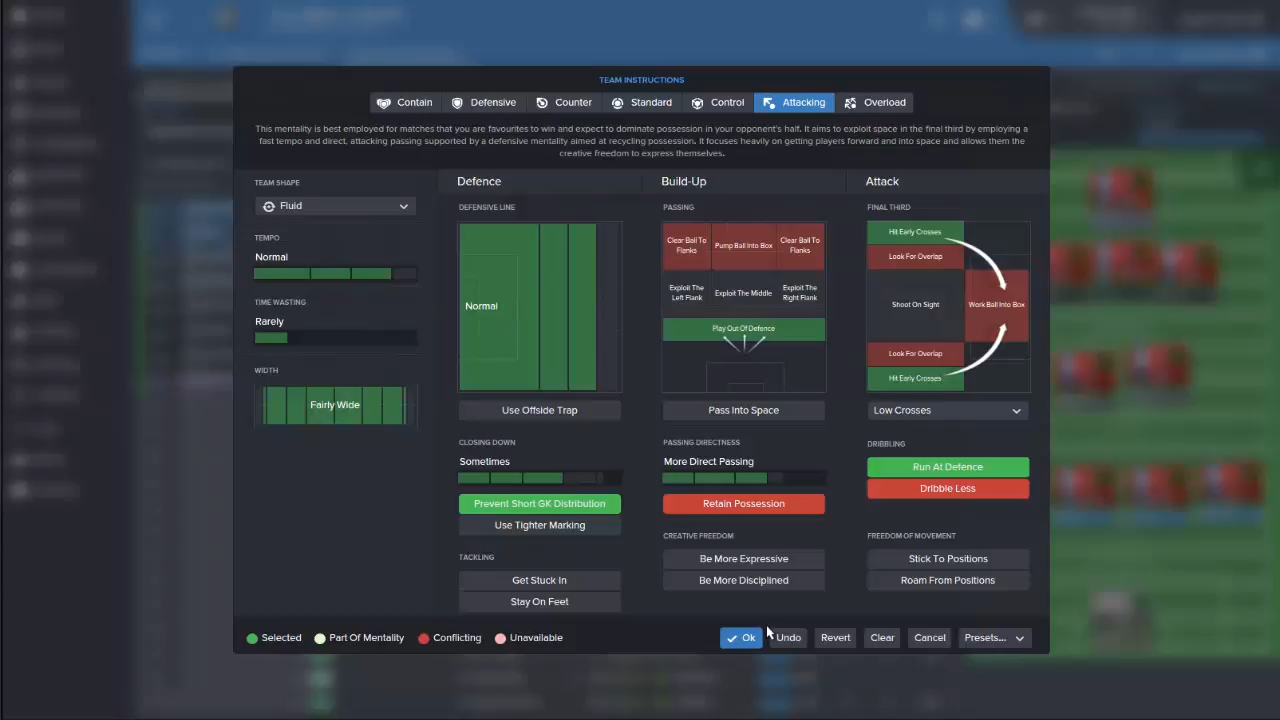 TEAM INSTRUCTIONS
Contain
Defensive
Counter
Standard
Control
Attacking
Overload
This mentality is best employed for matches that you are favourites to win and expect to dominate possession in your opponent's half. It aims to exploit space in the final third by employing a
fast tempo and direct, attacking possession supported by a defensive mentality aimed at recycling possession. It focuses heavily on getting players forward and into space and allows them the
creative freedom to express themselves.
TEAM SHAPE
Fluid
TEMPO
Normal
TIME WASTING
Rarely
WIDTH
Fairly Wide
Defence
DEFENSIVE LINE
Normal
Use Offside Trap
CLOSING DOWN
Sometimes
Prevent Short GK Distribution
Use Tighter Marking
TACKLING
Get Stuck In
Stay On Feet
Build-Up
PASSING
Clear Ball To
Flanks
Pump Ball Into Box
Clear Ball To
Flanks
Exploit The
Left Flank
Exploit The Middle
Exploit The
Right Flank
Play Out Of Defence
Pass Into Space
PASSING DIRECTNESS
More Direct Passing
Retain Possession
CREATIVE FREEDOM
Be More Expressive
Be More Disciplined
Attack
FINAL THIRD
Hit Early Crosses
Look For Overlap
Shoot On Sight
Work Ball Into Box
Look For Overlap
Hit Early Crosses
Low Crosses
DRIBBLING
Run At Defence
Dribble Less
FREEDOM OF MOVEMENT
Stick To Positions
Roam From Positions
Selected
Part Of Mentality
Conflicting
Unavailable
Ok
Undo
Revert
Clear
Cancel
Presets...